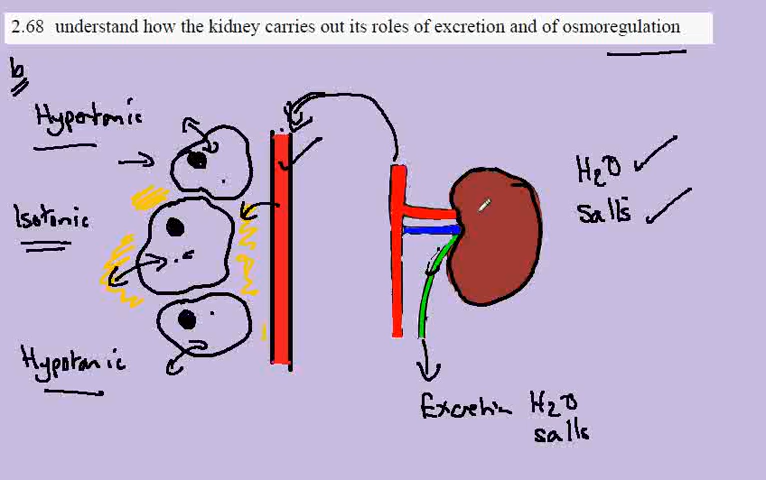 2.68 understand how the kidney carries out its roles of excretion and of osmoregulation
b
Hypertonic
Isotonic
Hypotonic
H₂O
salts
Excretion H₂O
salts